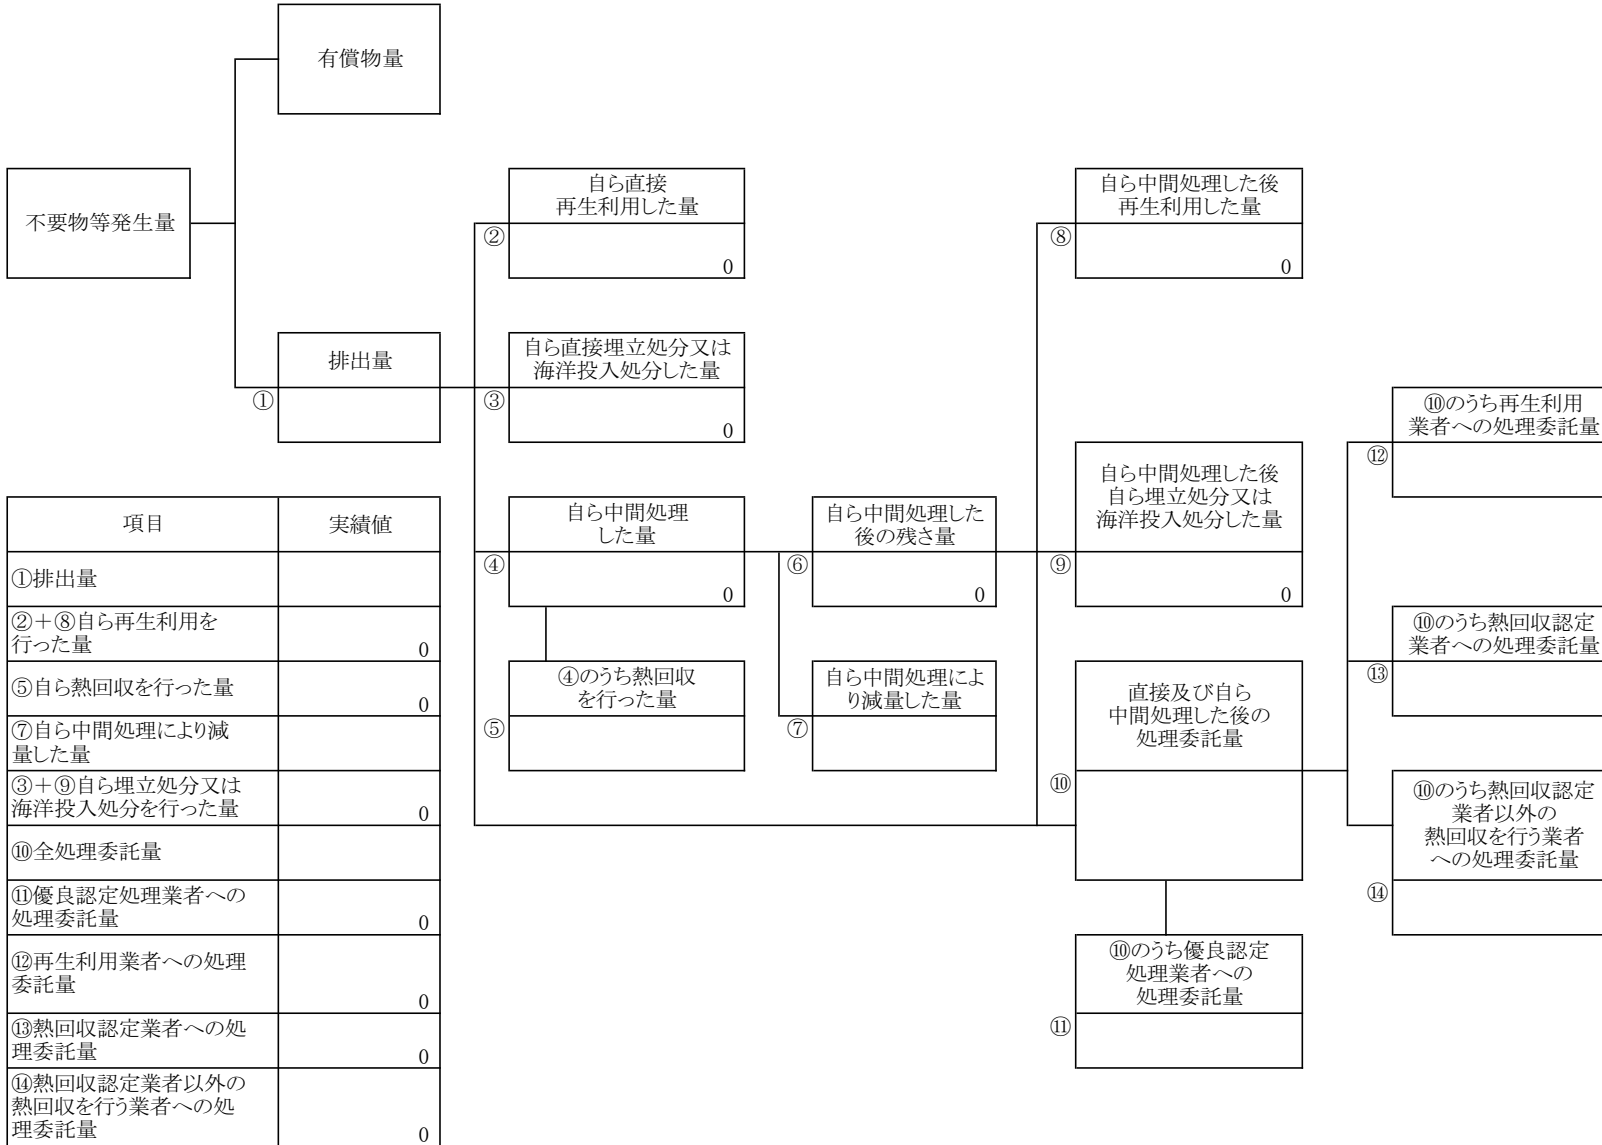 有償物量
不要物等発生量
自ら直接
再生利用した量
②
0
自ら中間処理した後
再生利用した量
⑧
0
排出量
①
自ら直接埋立処分又は
海洋投入処分した量
③
0
⑩のうち再生利用
業者への処理委託量
⑫
自ら中間処理
した量
④
0
自ら中間処理した
後の残さ量
⑥
0
自ら中間処理した後
自ら埋立処分又は
海洋投入処分した量
⑨
0
⑩のうち熱回収認定
業者への処理委託量
⑬
④のうち熱回収
を行った量
⑤
自ら中間処理によ
り減量した量
⑦
直接及び自ら
中間処理した後の
処理委託量
⑩
⑩のうち熱回収認定
業者以外の
熱回収を行う業者
への処理委託量
⑭
⑩のうち優良認定
処理業者への
処理委託量
⑪
項目 実績値
①排出量
②+⑧自ら再生利用を
行った量 0
⑤自ら熱回収を行った量 0
⑦自ら中間処理により減
量した量
③+⑨自ら埋立処分又は
海洋投入処分を行った量 0
⑩全処理委託量
⑪優良認定処理業者への
処理委託量 0
⑫再生利用業者への処理
委託量 0
⑬熱回収認定業者への処
理委託量 0
⑭熱回収認定業者以外の
熱回収を行う業者への処
理委託量 0